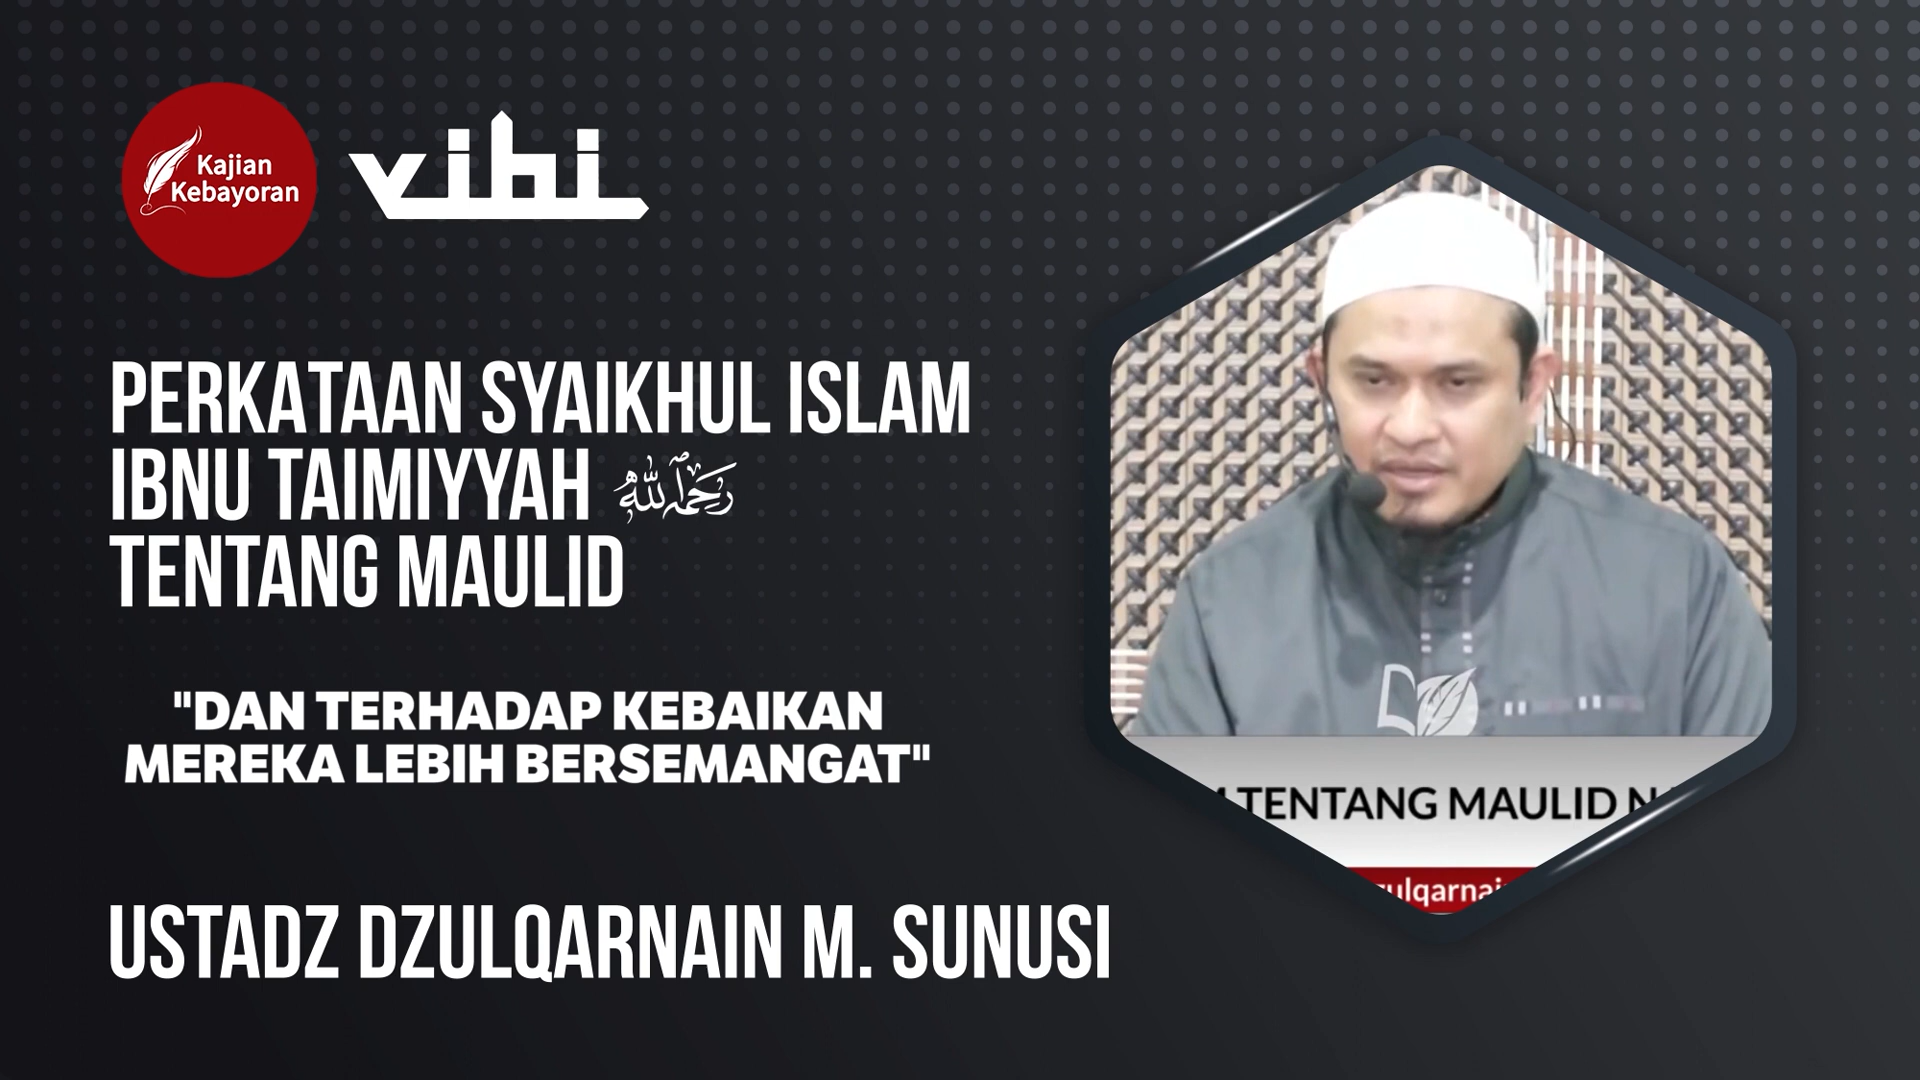 Kajian
Kebayoran
vibi
PERKATAAN SYAIKHUL ISLAM
IBNU TAIMIYYAH رحمه الله
TENTANG MAULID
"DAN TERHADAP KEBAIKAN
MEREKA LEBIH BERSEMANGAT"
USTADZ DZULQARNAIN M. SUNUSI
TENTANG MAULID
zulqarnai